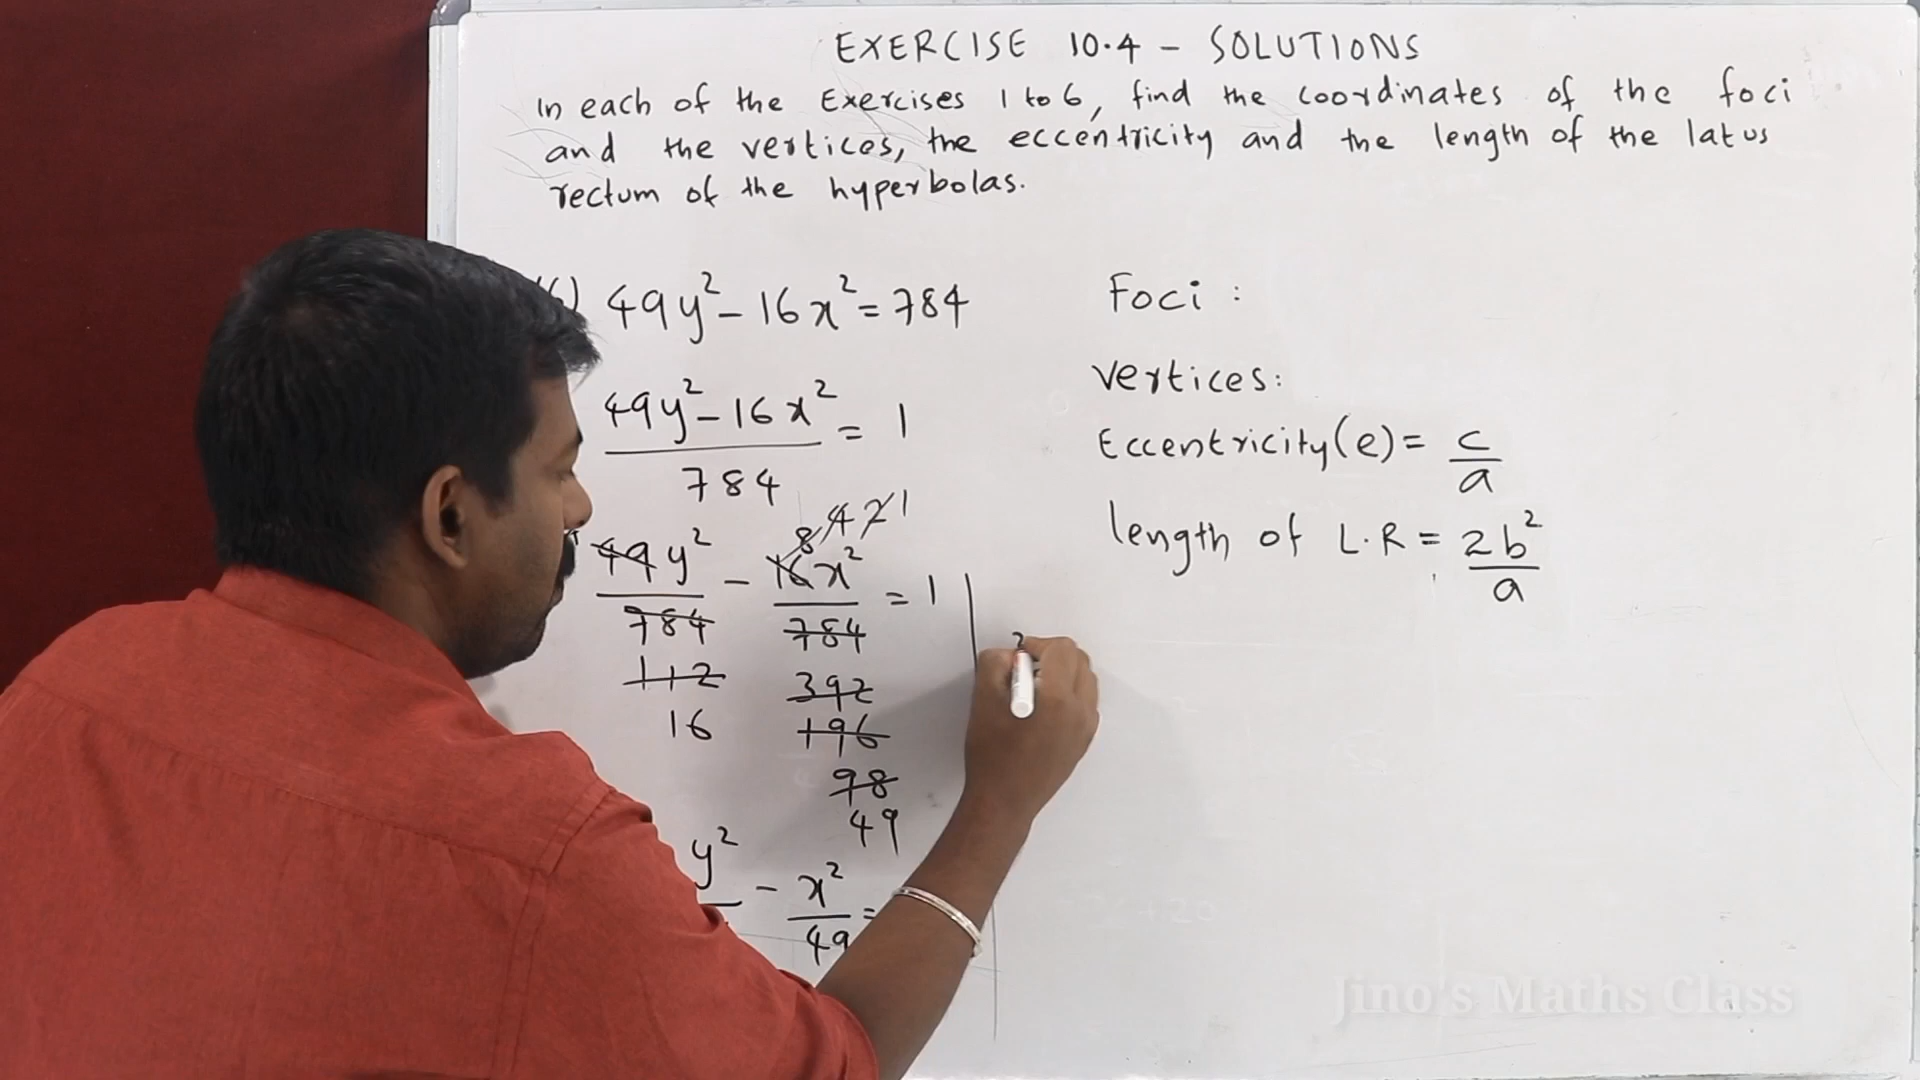 EXERCISE 10.4 - SOLUTIONS
In each of the Exercises 1 to 6, find the coordinates of the foci
and the vertices, the eccentricity and the length of the latus
rectum of the hyperbolas.
49y² - 16x² = 784
49y² - 16x² / 784 = 1
8 4 2 1
49y² / 784 - 16x² / 784 = 1
112 392
16 196
98
49
y² - x² / 49 =
Foci :
Vertices:
Eccentricity(e) = c / a
length of L.R = 2b² / a
Jino's Maths Class